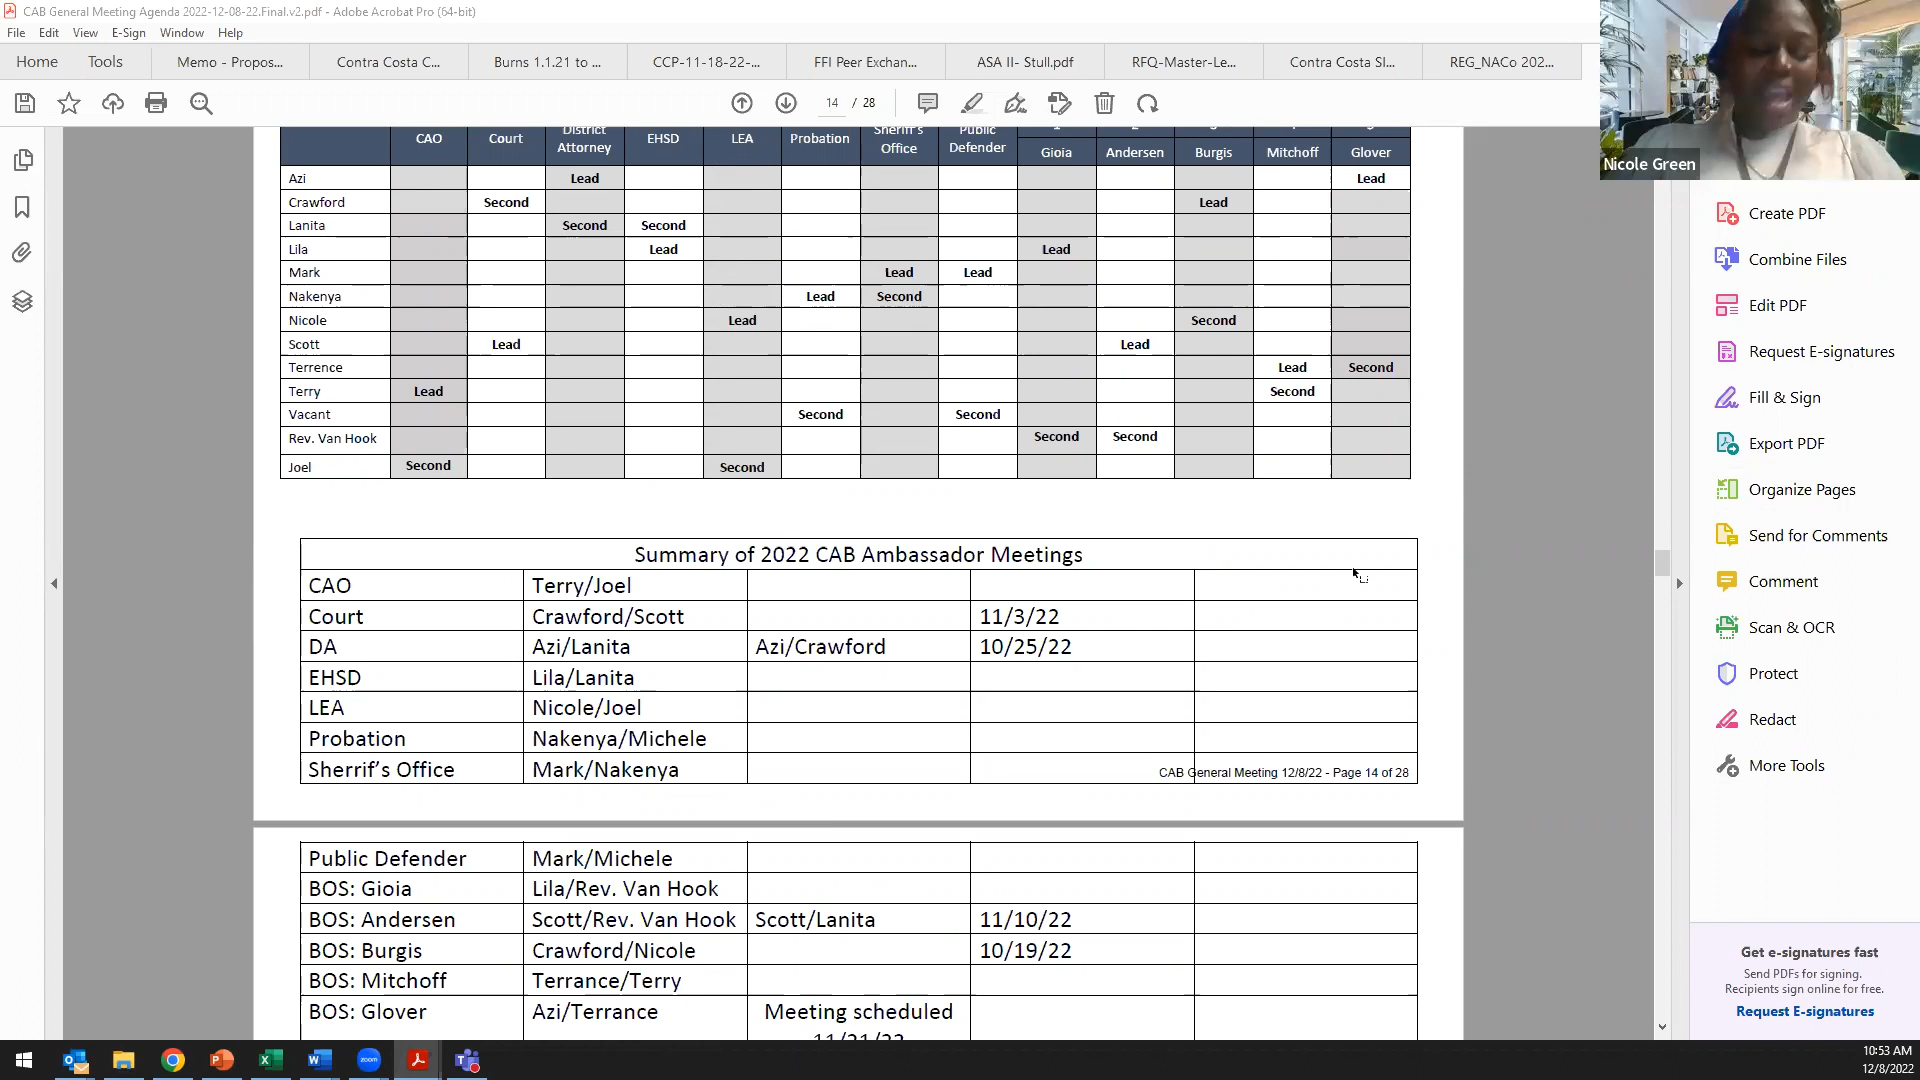 CAB General Meeting Agenda 2022-12-08-22.Final.v2.pdf - Adobe Acrobat Pro (64-bit)
File Edit View E-Sign Window Help
Home Tools Memo - Propos... Contra Costa C... Burns 1.1.21 to ... CCP-11-18-22-... FFI Peer Exchan... ASA II- Stull.pdf RFQ-Master-Le... Contra Costa Sl... REG_NACo 202...
14 / 28
Nicole Green
CAO Court District Attorney EHSD LEA Probation Sheriff's Office Public Defender Gioia Andersen Burgis Mitchoff Glover
Azi Lead Lead
Crawford Second Lead
Lanita Second Second
Lila Lead Lead
Mark Lead Lead
Nakenya Lead Second
Nicole Lead Second
Scott Lead Lead
Terrence Lead Second
Terry Lead Second
Vacant Second Second
Rev. Van Hook Second Second
Joel Second Second
Summary of 2022 CAB Ambassador Meetings
CAO Terry/Joel
Court Crawford/Scott 11/3/22
DA Azi/Lanita Azi/Crawford 10/25/22
EHSD Lila/Lanita
LEA Nicole/Joel
Probation Nakenya/Michele
Sherrif's Office Mark/Nakenya
CAB General Meeting 12/8/22 - Page 14 of 28
Public Defender Mark/Michele
BOS: Gioia Lila/Rev. Van Hook
BOS: Andersen Scott/Rev. Van Hook Scott/Lanita 11/10/22
BOS: Burgis Crawford/Nicole 10/19/22
BOS: Mitchoff Terrance/Terry
BOS: Glover Azi/Terrance Meeting scheduled
Create PDF
Combine Files
Edit PDF
Request E-signatures
Fill & Sign
Export PDF
Organize Pages
Send for Comments
Comment
Scan & OCR
Protect
Redact
More Tools
Get e-signatures fast
Send PDFs for signing.
Recipients sign online for free.
Request E-signatures
zoom
10:53 AM
12/8/2022